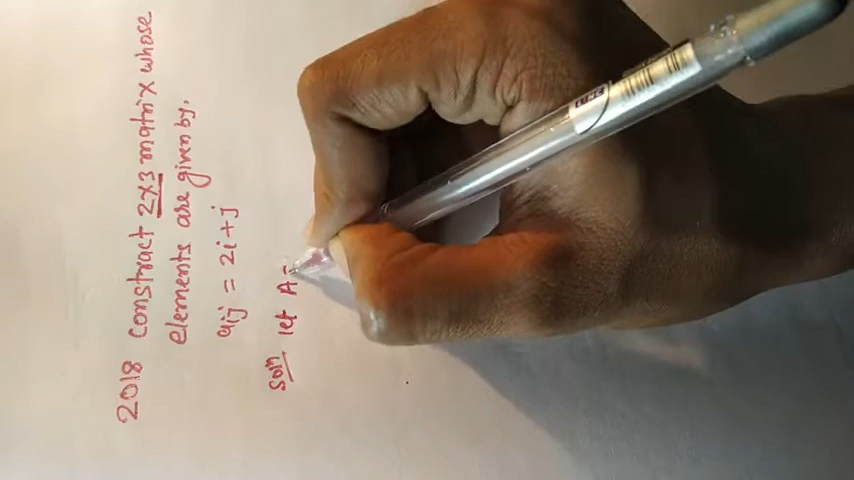 2018 construct 2x3 matrix whose
elements are given by.
aij = 2i+j
soln let A=